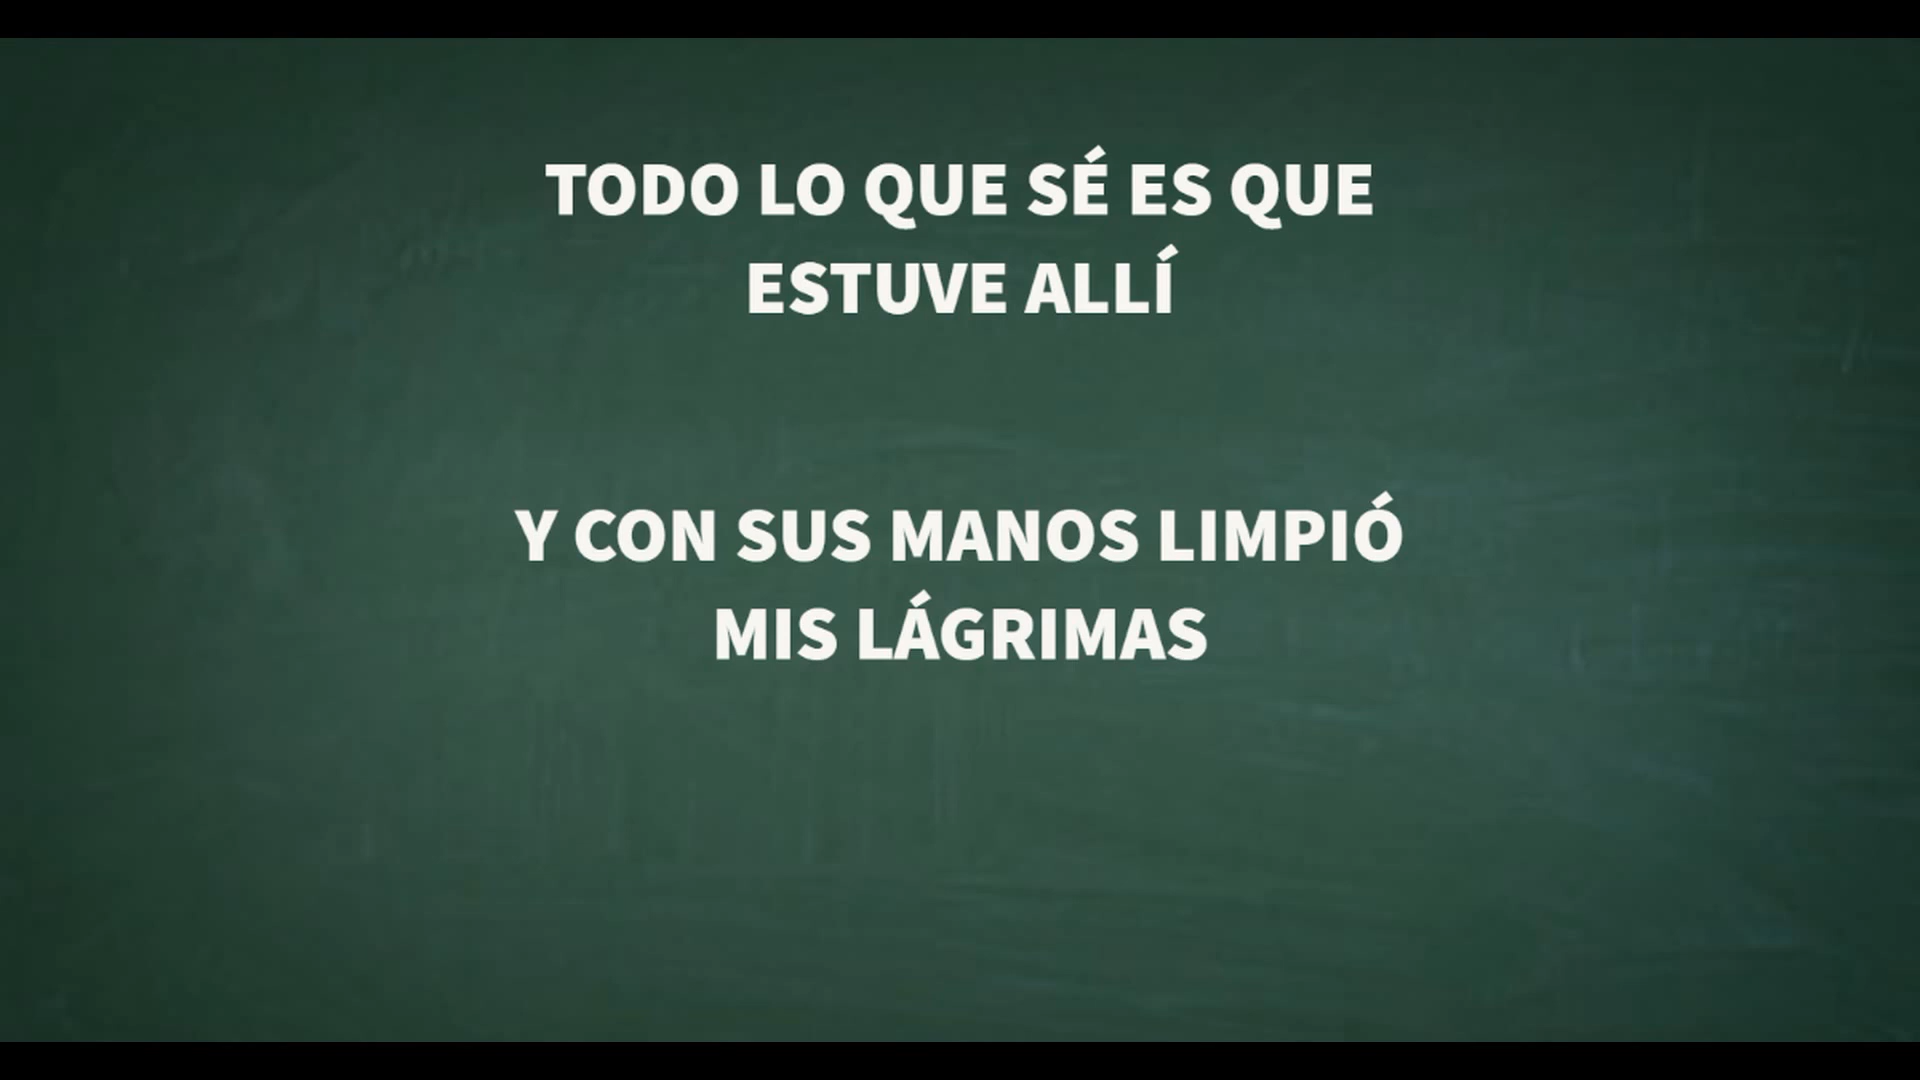 TODO LO QUE SÉ ES QUE
ESTUVE ALLÍ
Y CON SUS MANOS LIMPIÓ
MIS LÁGRIMAS